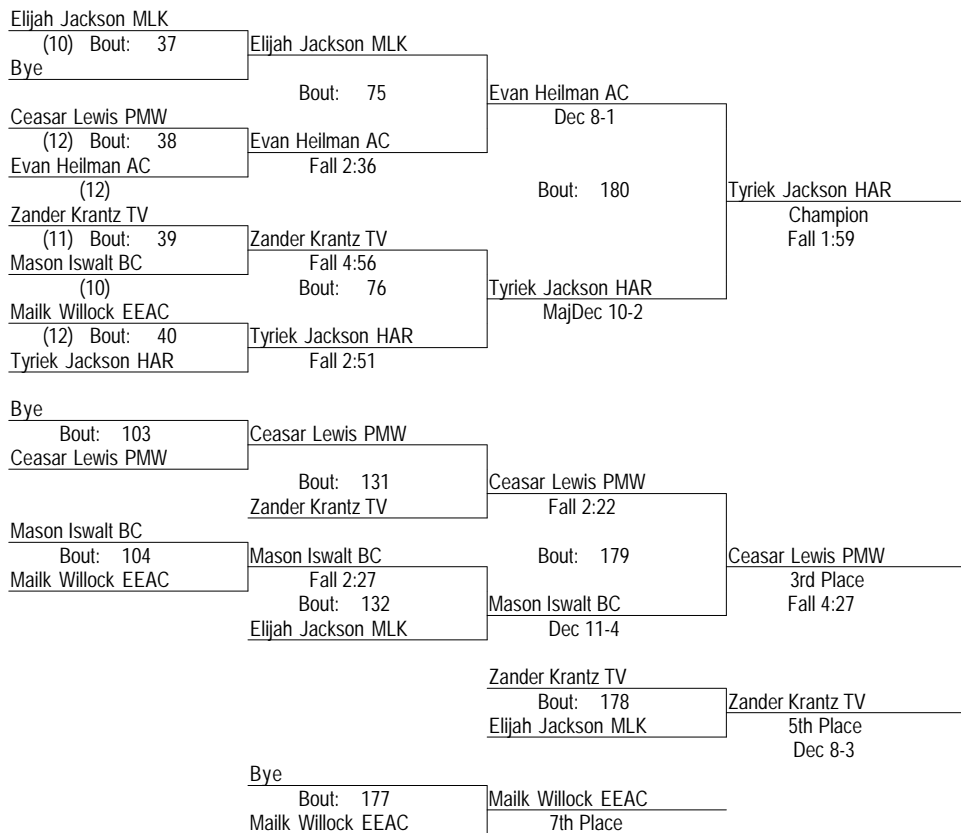 Elijah Jackson MLK
(10) Bout: 37
Elijah Jackson MLK
Bye
Bout: 75
Evan Heilman AC
Ceasar Lewis PMW
Dec 8-1
(12) Bout: 38
Evan Heilman AC
Evan Heilman AC
Fall 2:36
(12)
Bout: 180
Tyriek Jackson HAR
Zander Krantz TV
Champion
(11) Bout: 39
Zander Krantz TV
Fall 1:59
Mason Iswalt BC
Fall 4:56
(10)
Bout: 76
Tyriek Jackson HAR
Mailk Willock EEAC
MajDec 10-2
(12) Bout: 40
Tyriek Jackson HAR
Tyriek Jackson HAR
Fall 2:51
Bye
Bout: 103
Ceasar Lewis PMW
Ceasar Lewis PMW
Bout: 131
Ceasar Lewis PMW
Zander Krantz TV
Fall 2:22
Mason Iswalt BC
Bout: 104
Mason Iswalt BC
Bout: 179
Ceasar Lewis PMW
Mailk Willock EEAC
Fall 2:27
3rd Place
Bout: 132
Mason Iswalt BC
Fall 4:27
Elijah Jackson MLK
Dec 11-4
Zander Krantz TV
Bout: 178
Zander Krantz TV
Elijah Jackson MLK
5th Place
Dec 8-3
Bye
Bout: 177
Mailk Willock EEAC
Mailk Willock EEAC
7th Place